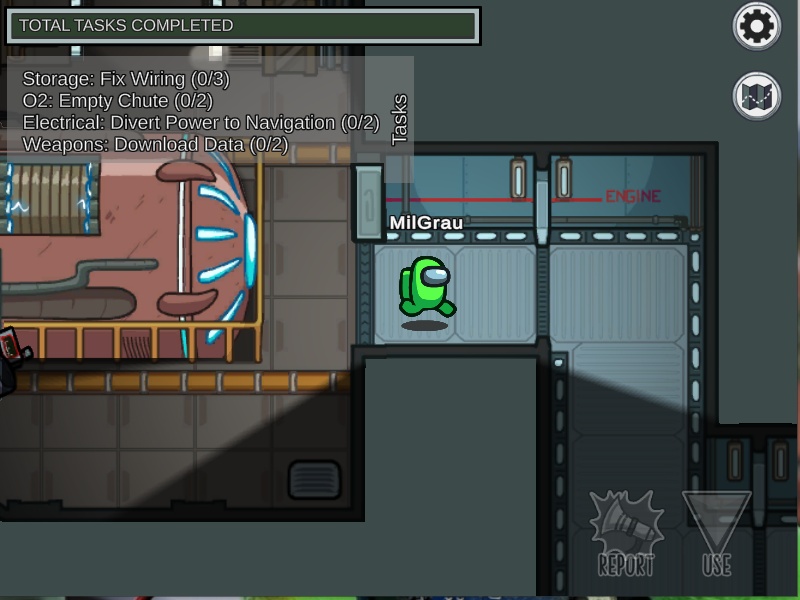 TOTAL TASKS COMPLETED
Storage: Fix Wiring (0/3)
O2: Empty Chute (0/2)
Electrical: Divert Power to Navigation (0/2)
Weapons: Download Data (0/2)
Tasks
ENGINE
MilGrau
REPORT
USE